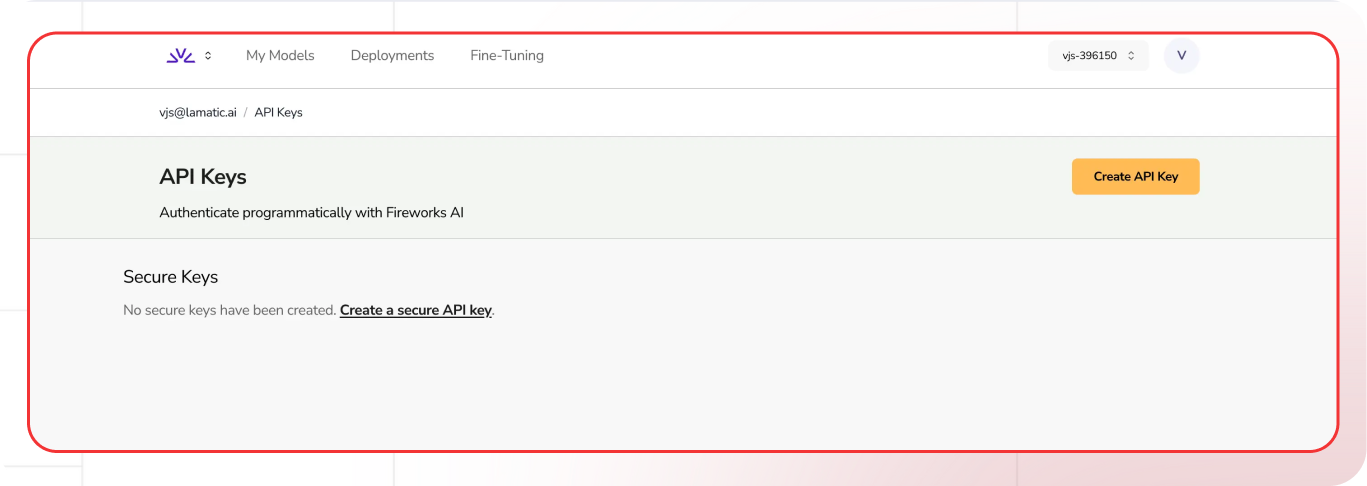 My Models Deployments Fine-Tuning vjs-396150 V
vjs@lamatic.ai / API Keys
API Keys
Create API Key
Authenticate programmatically with Fireworks AI
Secure Keys
No secure keys have been created. Create a secure API key.